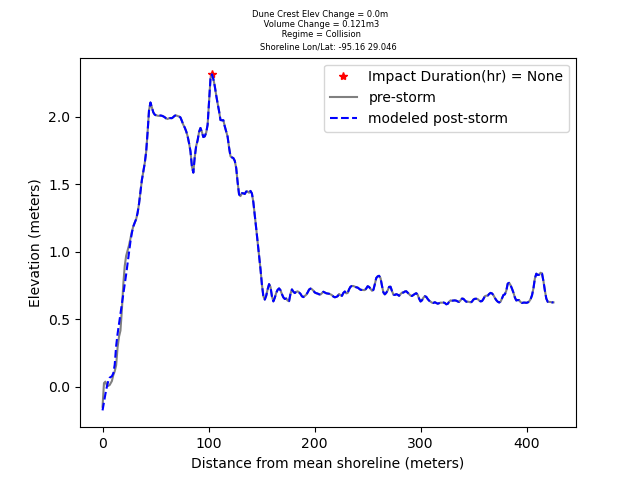 Dune Crest Elev Change = 0.0m
Volume Change = 0.121m3
Regime = Collision
Shoreline Lon/Lat: -95.16 29.046
Impact Duration(hr) = None
pre-storm
modeled post-storm
Elevation (meters)
2.0
1.5
1.0
0.5
0.0
0 100 200 300 400
Distance from mean shoreline (meters)